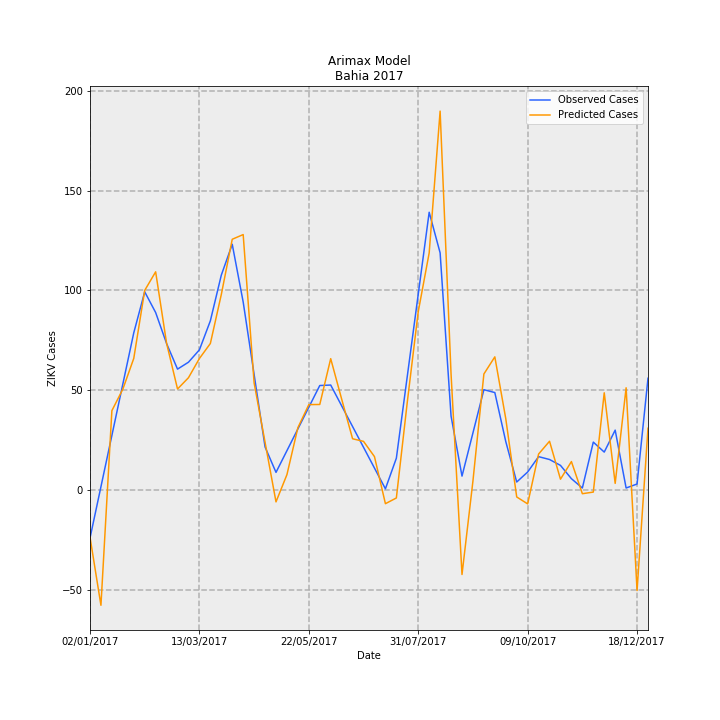 Arimax Model
Bahia 2017
Observed Cases
Predicted Cases
200
150
100
50
0
−50
ZIKV Cases
02/01/2017
13/03/2017
22/05/2017
31/07/2017
09/10/2017
18/12/2017
Date